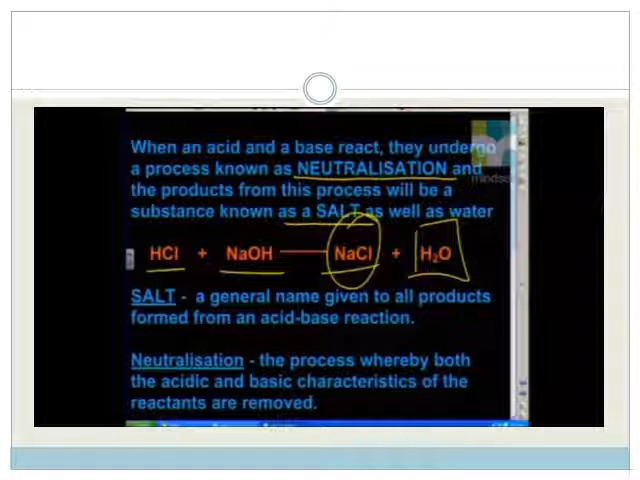 When an acid and a base react, they undergo
a process known as NEUTRALISATION and
the products from this process will be a
substance known as a SALT as well as water
HCl + NaOH NaCl + H₂O
SALT - a general name given to all products
formed from an acid-base reaction.
Neutralisation - the process whereby both
the acidic and basic characteristics of the
reactants are removed.